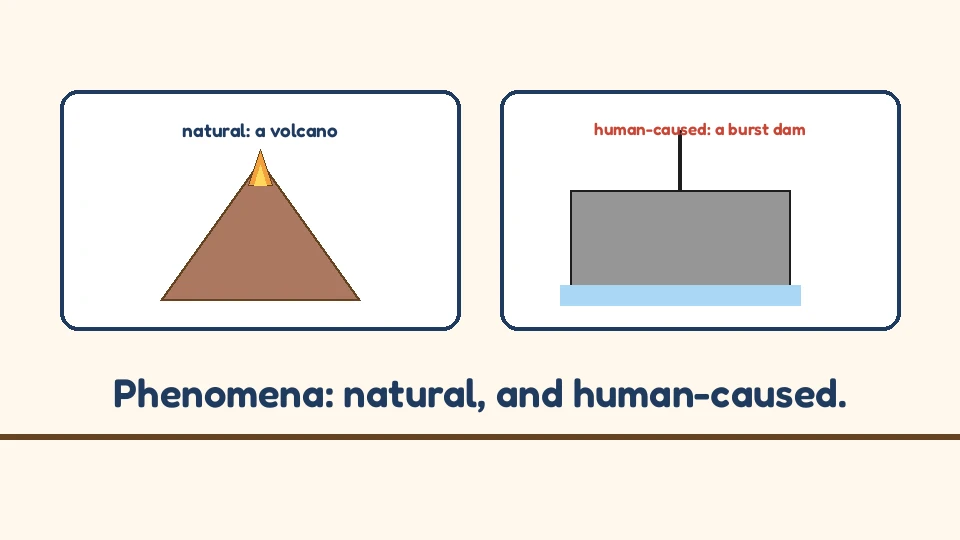 natural: a volcano
human-caused: a burst dam
Phenomena: natural, and human-caused.